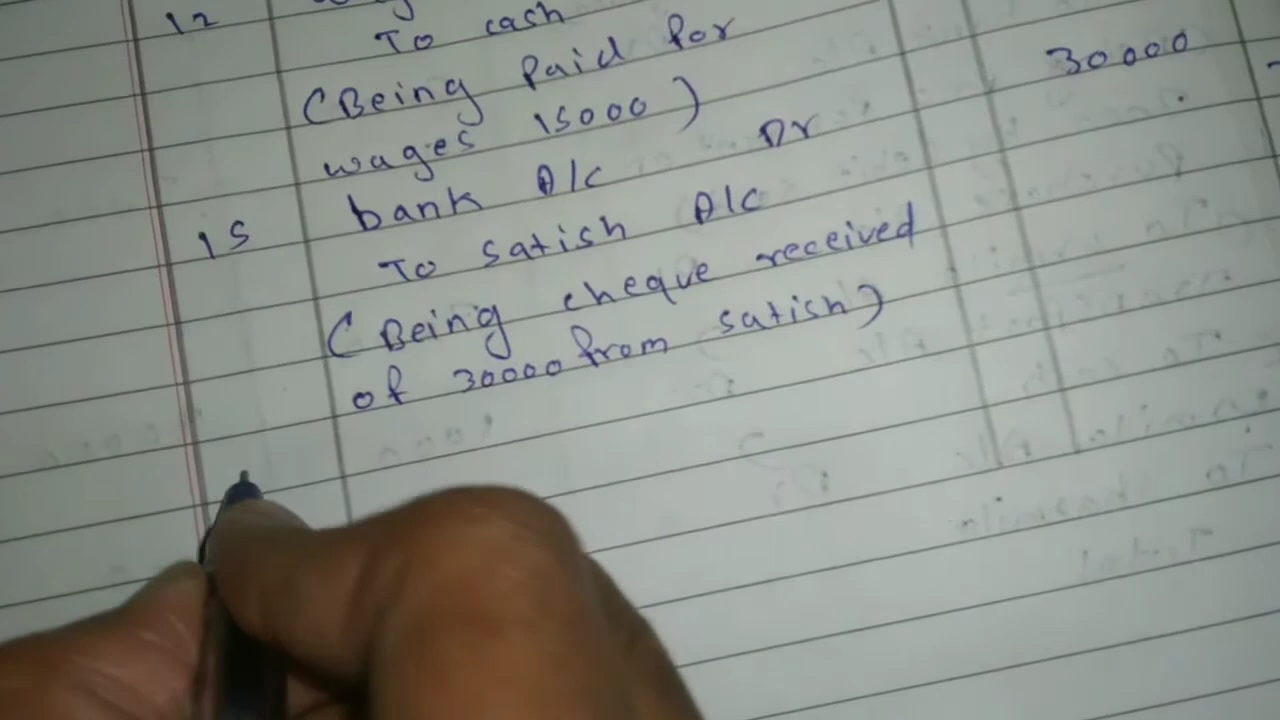 12
To cash
(Being Paid for
wages 15000)
15 bank A/c Dr 30000
To Satish A/c
(Being cheque received
of 30000 from satish)